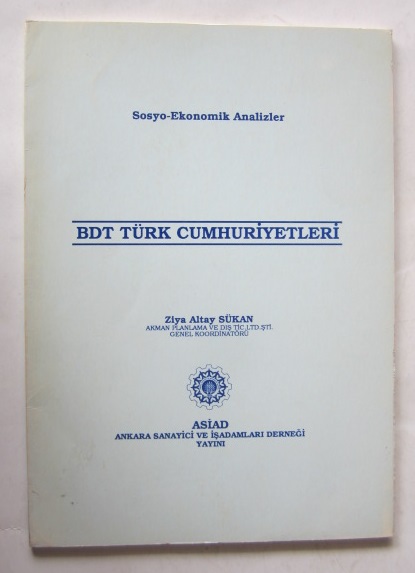 Sosyo-Ekonomik Analizler
BDT TÜRK CUMHURİYETLERİ
Ziya Altay SÜKAN
AKMAN PLANLAMA VE DIŞ TİC.LTD.ŞTİ.
GENEL KOORDİNATÖRÜ
ASİAD
ANKARA SANAYİCİ VE İŞADAMLARI DERNEĞİ
YAYINI